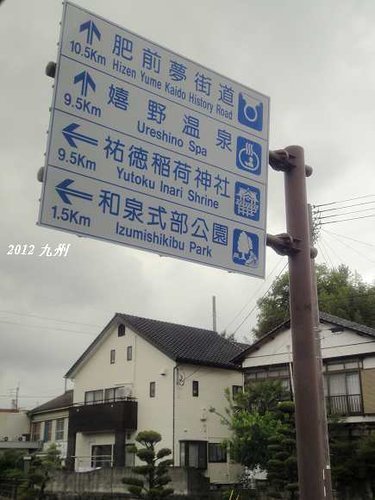 肥前夢街道
10.5Km Hizen Yume Kaido History Road
嬉野温泉
9.5Km Ureshino Spa
祐徳稲荷神社
9.5Km Yutoku Inari Shrine
和泉式部公園
1.5Km Izumishikibu Park
2012 九州